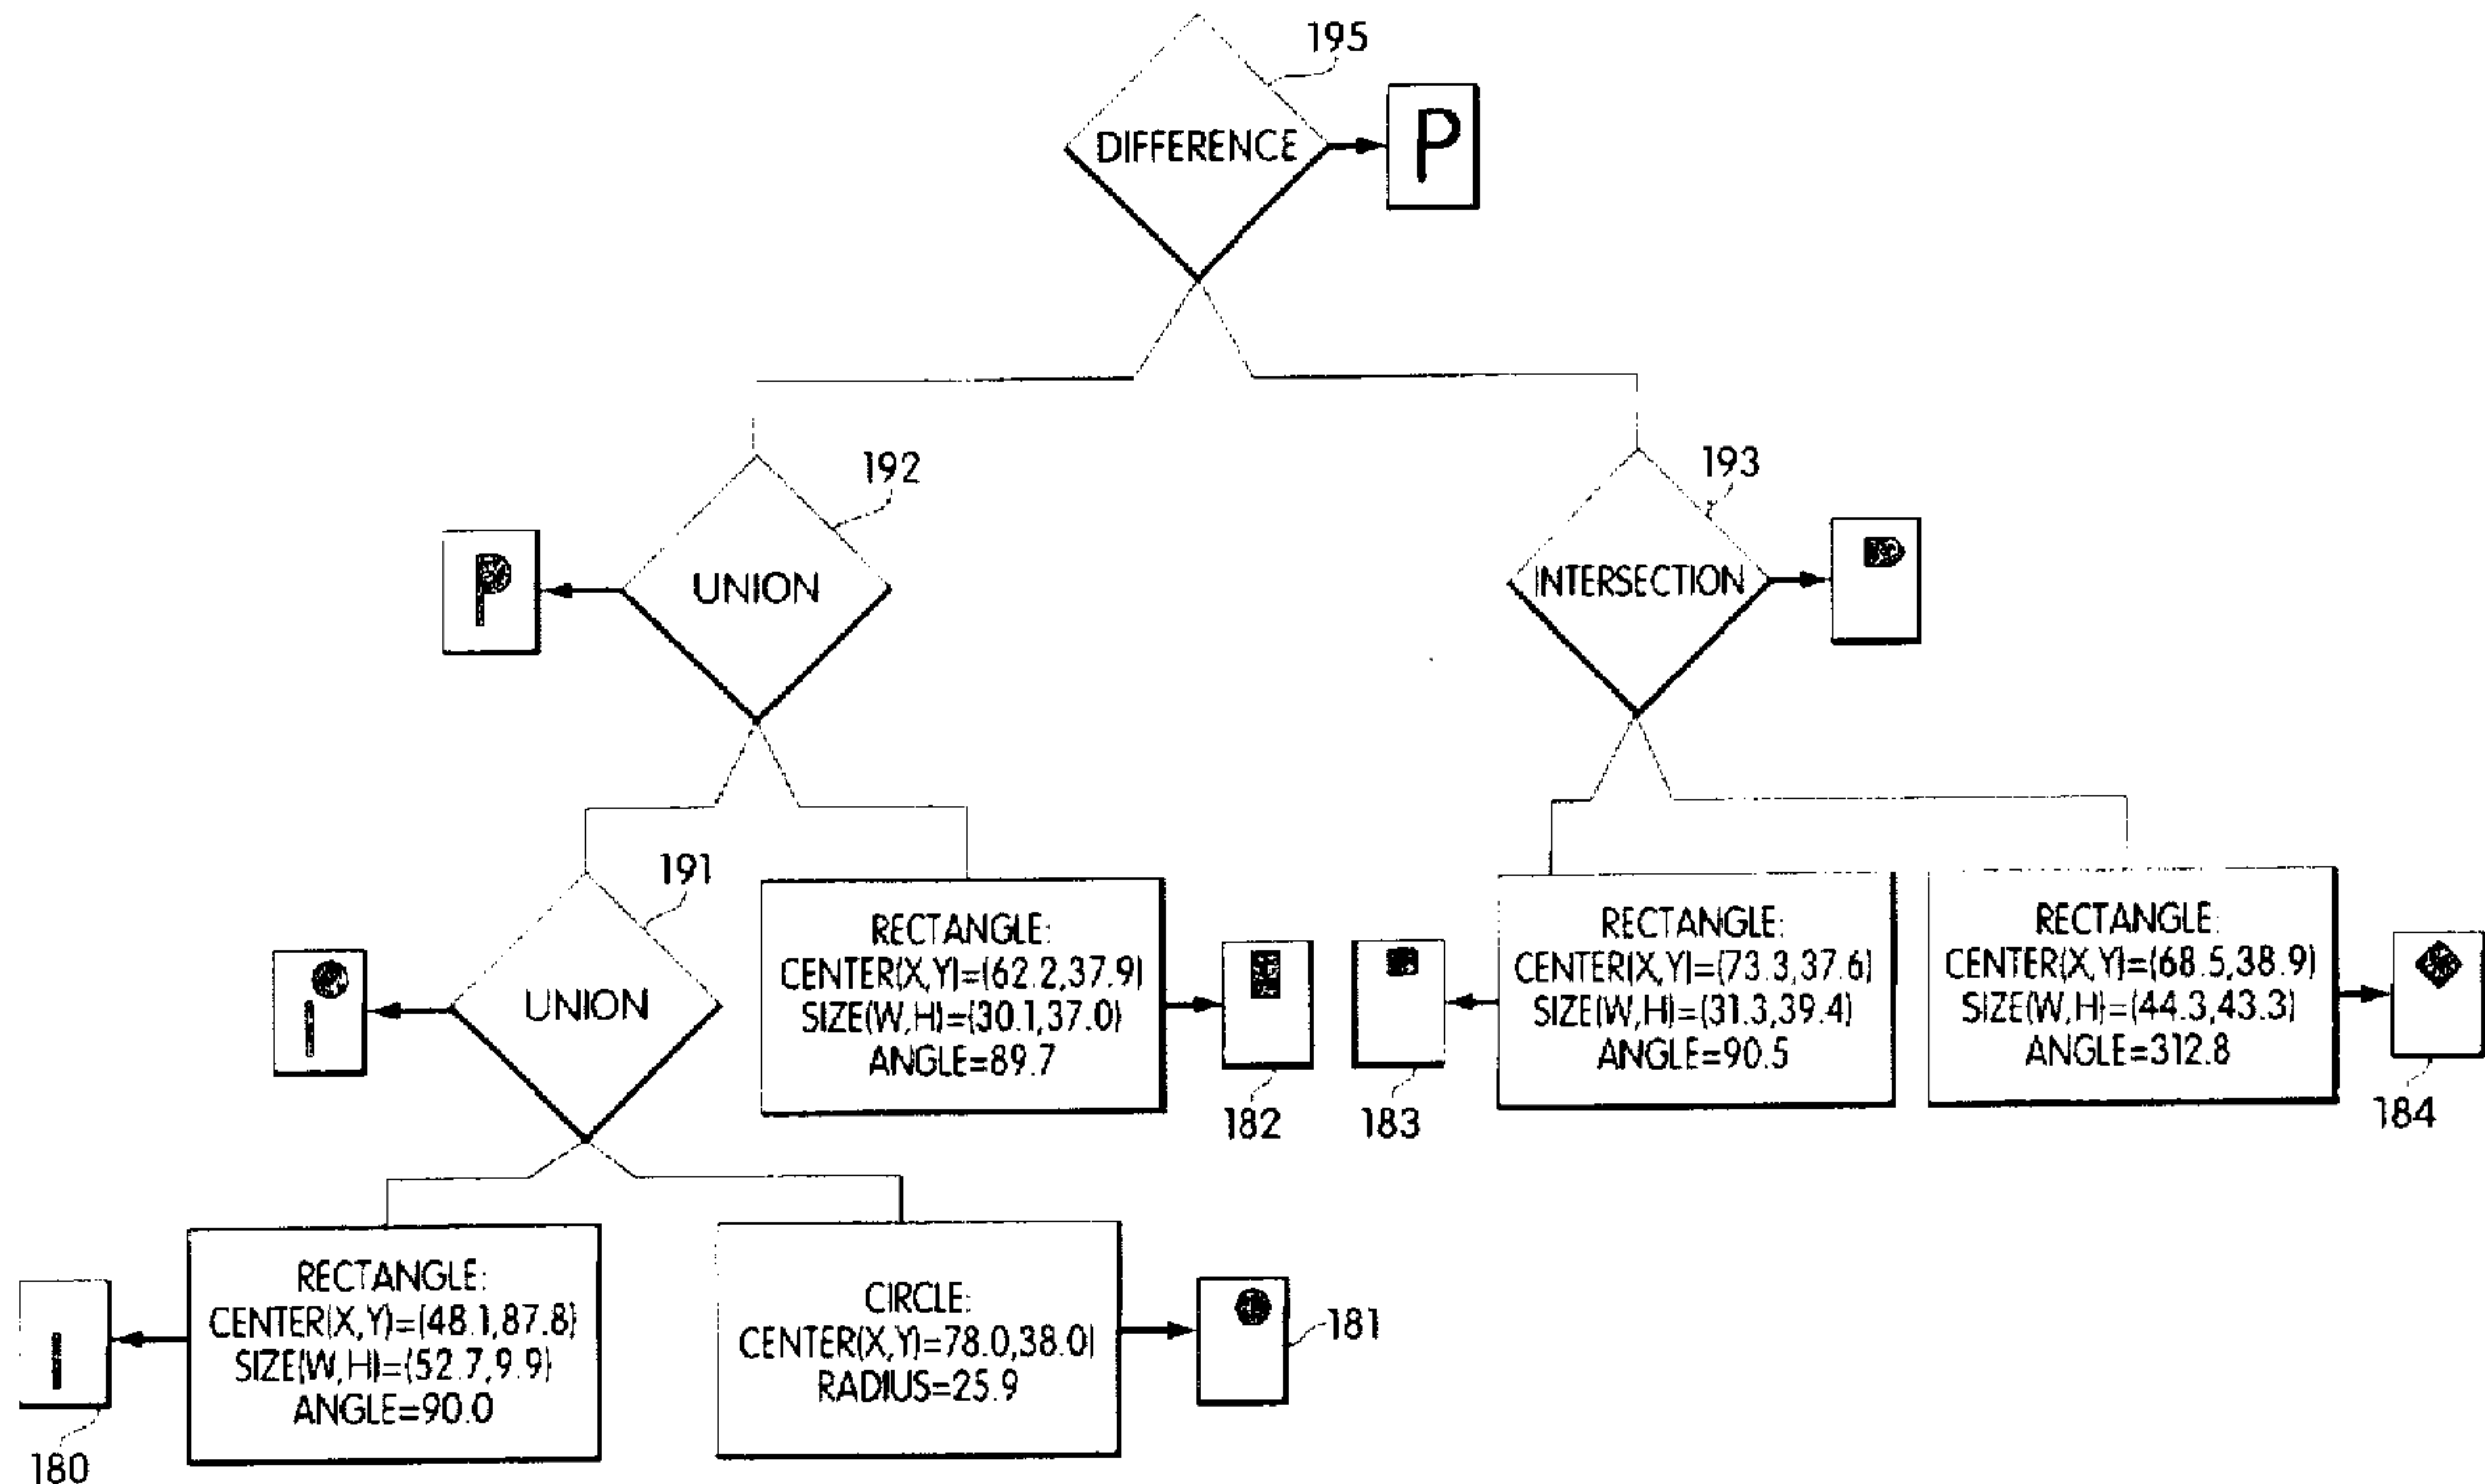 195
DIFFERENCE
P
192
193
P
UNION
INTERSECTION
191
UNION
RECTANGLE:
CENTER(X,Y)=(62.2,37.9)
SIZE(W,H)=(30.1,37.0)
ANGLE=89.7
182
183
RECTANGLE:
CENTER(X,Y)=(73.3,37.6)
SIZE(W,H)=(31.3,39.4)
ANGLE=90.5
RECTANGLE:
CENTER(X,Y)=(68.5,38.9)
SIZE(W,H)=(44.3,43.3)
ANGLE=312.8
184
RECTANGLE:
CENTER(X,Y)=(48.1,87.8)
SIZE(W,H)=(52.7,9.9)
ANGLE=90.0
180
CIRCLE:
CENTER(X,Y)=78.0,38.0)
RADIUS=25.9
181